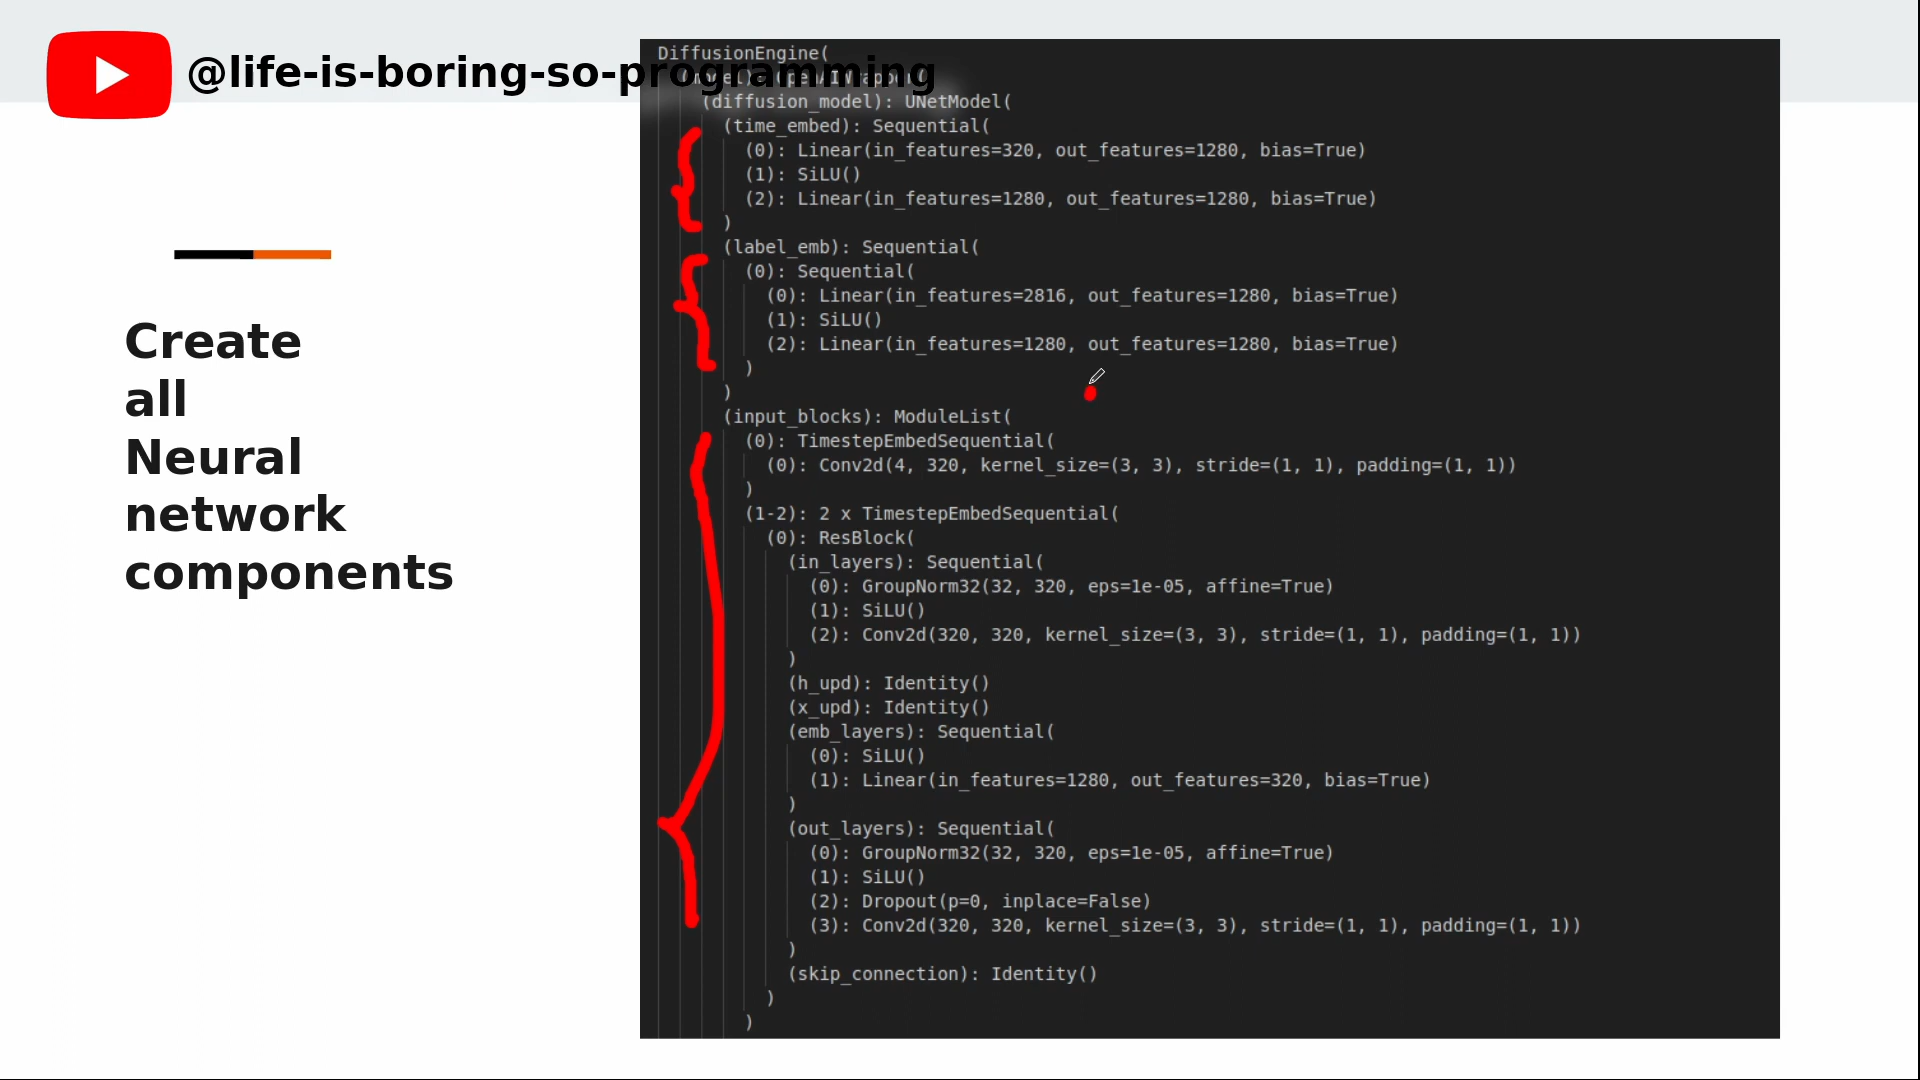 @life-is-boring-so-programming
Create
all
Neural
network
components
DiffusionEngine(
(model): OpenAIWrapper(
(diffusion_model): UNetModel(
(time_embed): Sequential(
(0): Linear(in_features=320, out_features=1280, bias=True)
(1): SiLU()
(2): Linear(in_features=1280, out_features=1280, bias=True)
)
(label_emb): Sequential(
(0): Sequential(
(0): Linear(in_features=2816, out_features=1280, bias=True)
(1): SiLU()
(2): Linear(in_features=1280, out_features=1280, bias=True)
)
)
(input_blocks): ModuleList(
(0): TimestepEmbedSequential(
(0): Conv2d(4, 320, kernel_size=(3, 3), stride=(1, 1), padding=(1, 1))
)
(1-2): 2 x TimestepEmbedSequential(
(0): ResBlock(
(in_layers): Sequential(
(0): GroupNorm32(32, 320, eps=1e-05, affine=True)
(1): SiLU()
(2): Conv2d(320, 320, kernel_size=(3, 3), stride=(1, 1), padding=(1, 1))
)
(h_upd): Identity()
(x_upd): Identity()
(emb_layers): Sequential(
(0): SiLU()
(1): Linear(in_features=1280, out_features=320, bias=True)
)
(out_layers): Sequential(
(0): GroupNorm32(32, 320, eps=1e-05, affine=True)
(1): SiLU()
(2): Dropout(p=0, inplace=False)
(3): Conv2d(320, 320, kernel_size=(3, 3), stride=(1, 1), padding=(1, 1))
)
(skip_connection): Identity()
)
)